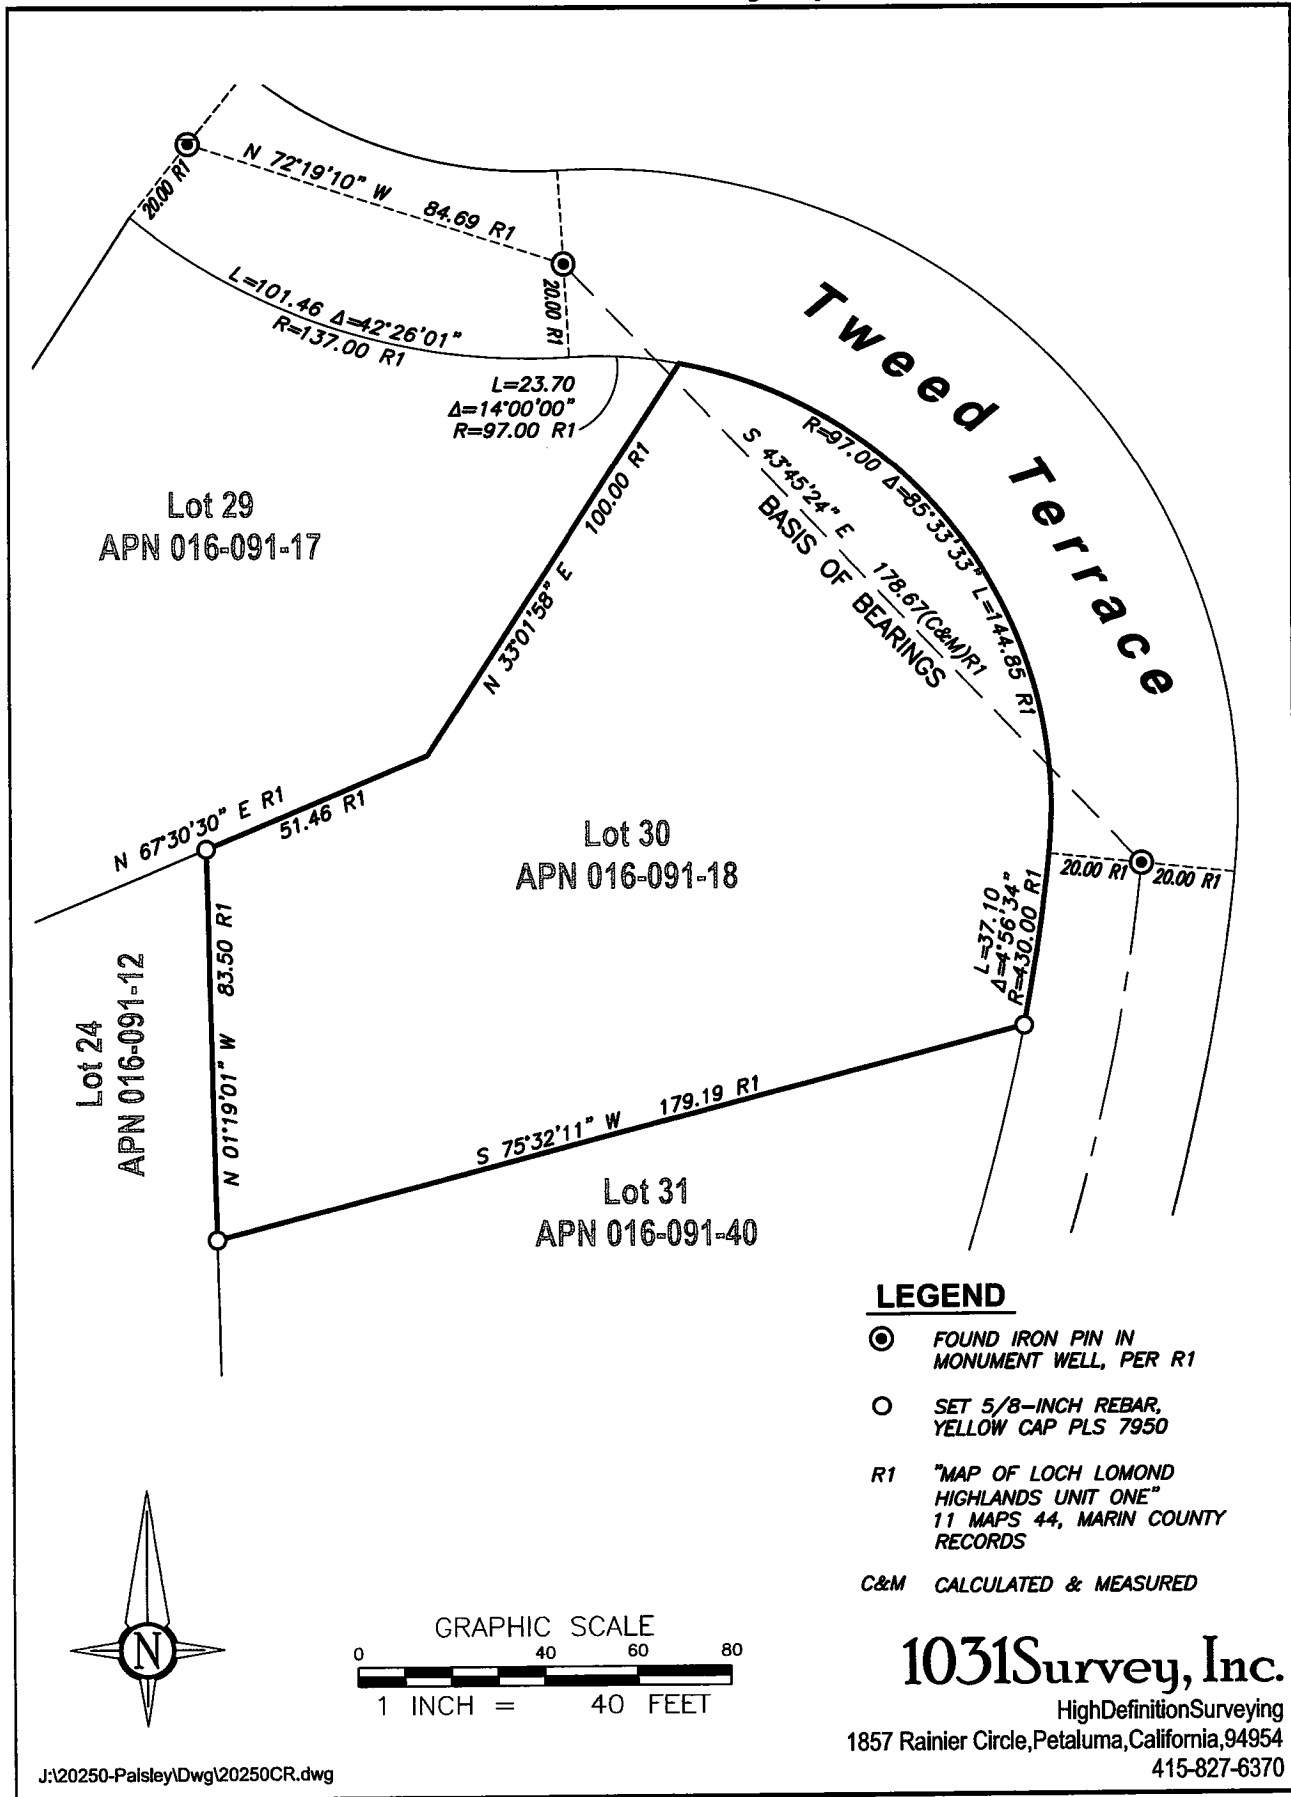 N 72°19'10" W 84.69 R1
20.00 R1
L=101.46 Δ=42°26'01"
R=137.00 R1
20.00 R1
L=23.70
Δ=14°00'00"
R=97.00 R1
Tweed Terrace
R=97.00 Δ=85°33'33" L=144.85 R1
S 43°45'24" E 178.67(C&M)R1
BASIS OF BEARINGS
N 33°01'58" E 100.00 R1
Lot 29
APN 016-091-17
N 67°30'30" E R1
51.46 R1
Lot 30
APN 016-091-18
20.00 R1
20.00 R1
L=37.10
Δ=4°56'34"
R=430.00 R1
N 01°19'01" W 83.50 R1
Lot 24
APN 016-091-12
S 75°32'11" W 179.19 R1
Lot 31
APN 016-091-40
LEGEND
FOUND IRON PIN IN
MONUMENT WELL, PER R1
SET 5/8-INCH REBAR,
YELLOW CAP PLS 7950
R1 "MAP OF LOCH LOMOND
HIGHLANDS UNIT ONE"
11 MAPS 44, MARIN COUNTY
RECORDS
C&M CALCULATED & MEASURED
N
GRAPHIC SCALE
0 40 60 80
1 INCH = 40 FEET
1031Survey, Inc.
HighDefinitionSurveying
1857 Rainier Circle,Petaluma,California,94954
415-827-6370
J:\20250-Paisley\Dwg\20250CR.dwg